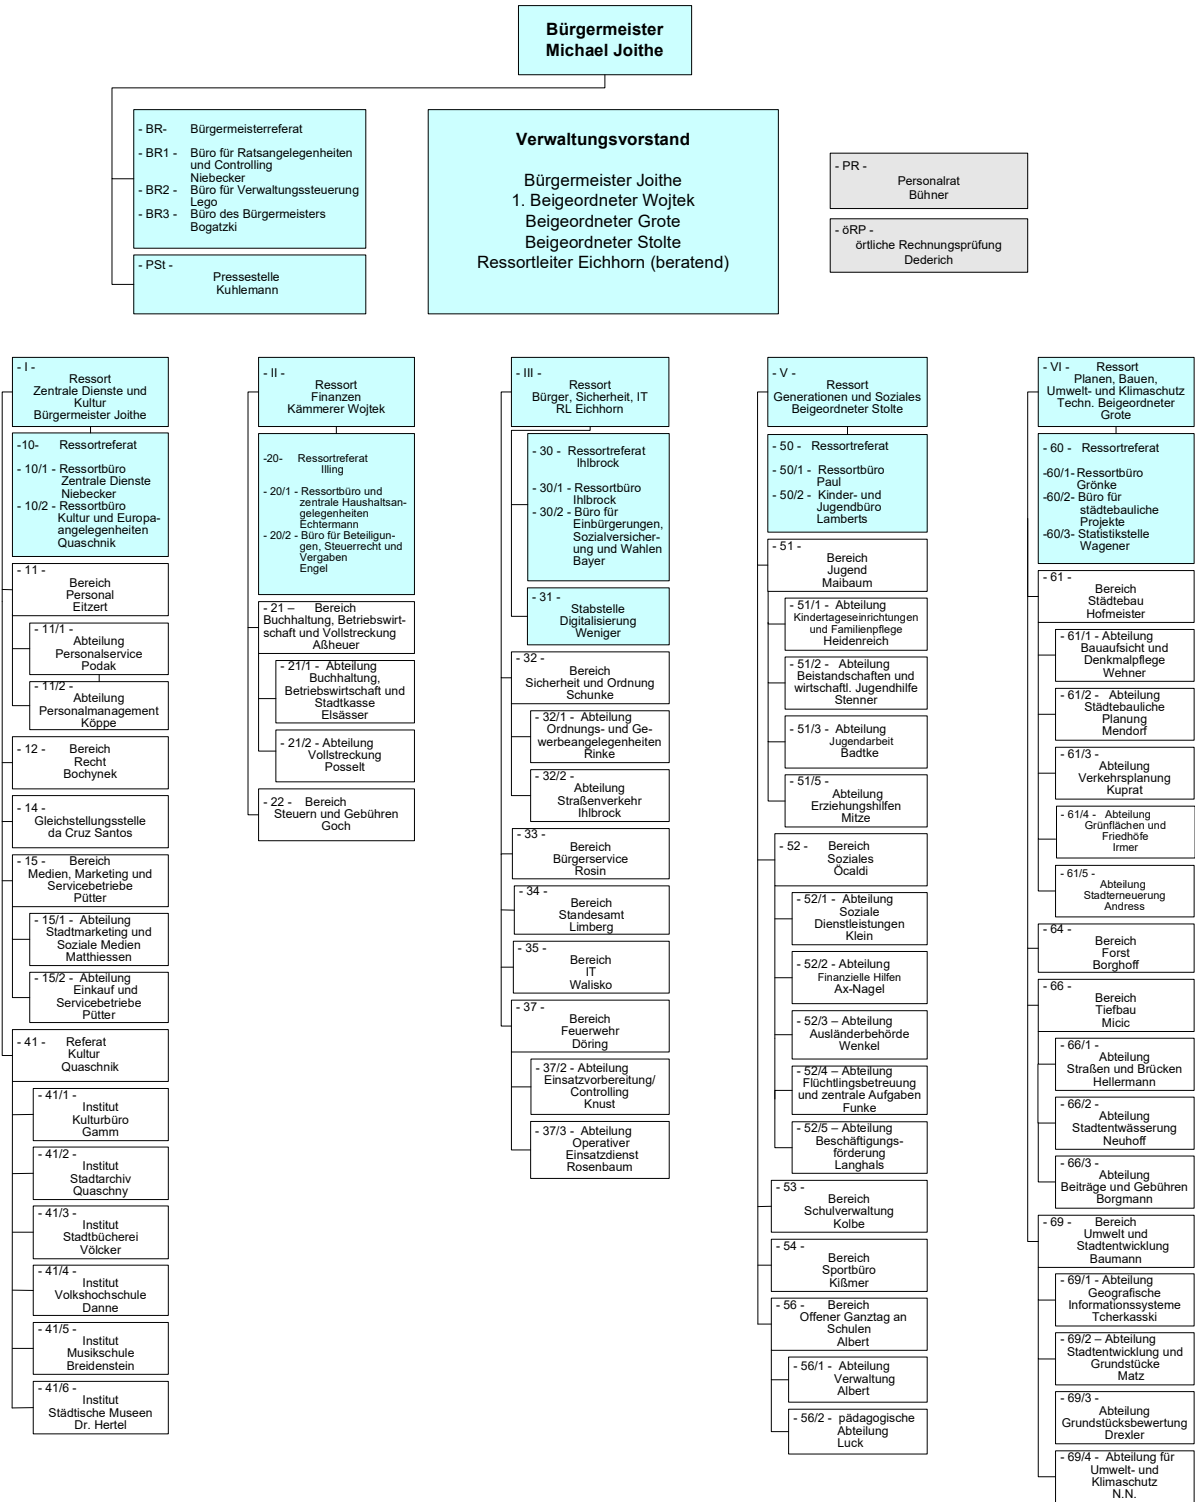 Bürgermeister
Michael Joithe
- BR- Bürgermeisterreferat
- BR1 - Büro für Ratsangelegenheiten
und Controlling
Niebecker
- BR2 - Büro für Verwaltungssteuerung
Lego
- BR3 - Büro des Bürgermeisters
Bogatzki
- PSt -
Pressestelle
Kuhlemann
Verwaltungsvorstand
Bürgermeister Joithe
1. Beigeordneter Wojtek
Beigeordneter Grote
Beigeordneter Stolte
Ressortleiter Eichhorn (beratend)
- PR -
Personalrat
Bühner
- öRP -
örtliche Rechnungsprüfung
Dederich
- I -
Ressort
Zentrale Dienste und
Kultur
Bürgermeister Joithe
-10- Ressortreferat
- 10/1 - Ressortbüro
Zentrale Dienste
Niebecker
- 10/2 - Ressortbüro
Kultur und Europa-
angelegenheiten
Quaschnik
- 11 -
Bereich
Personal
Eitzert
- 11/1 -
Abteilung
Personalservice
Podak
- 11/2 -
Abteilung
Personalmanagement
Köppe
- 12 - Bereich
Recht
Bochynek
- 14 -
Gleichstellungsstelle
da Cruz Santos
- 15 - Bereich
Medien, Marketing und
Servicebetriebe
Pütter
- 15/1 - Abteilung
Stadtmarketing und
Soziale Medien
Matthiessen
- 15/2 - Abteilung
Einkauf und
Servicebetriebe
Pütter
- 41 - Referat
Kultur
Quaschnik
- 41/1 -
Institut
Kulturbüro
Gamm
- 41/2 -
Institut
Stadtarchiv
Quaschny
- 41/3 -
Institut
Stadtbücherei
Völcker
- 41/4 -
Institut
Volkshochschule
Danne
- 41/5 -
Institut
Musikschule
Breidenstein
- 41/6 -
Institut
Städtische Museen
Dr. Hertel
- II -
Ressort
Finanzen
Kämmerer Wojtek
-20- Ressortreferat
Illing
- 20/1 - Ressortbüro und
zentrale Haushaltsan-
gelegenheiten
Echtermann
- 20/2 - Büro für Beteiligun-
gen, Steuerrecht und
Vergaben
Engel
- 21 – Bereich
Buchhaltung, Betriebswirt-
schaft und Vollstreckung
Aßheuer
- 21/1 - Abteilung
Buchhaltung,
Betriebswirtschaft und
Stadtkasse
Elsässer
- 21/2 - Abteilung
Vollstreckung
Posselt
- 22 - Bereich
Steuern und Gebühren
Goch
- III -
Ressort
Bürger, Sicherheit, IT
RL Eichhorn
- 30 - Ressortreferat
Ihlbrock
- 30/1 - Ressortbüro
Ihlbrock
- 30/2 - Büro für
Einbürgerungen,
Sozialversicher-
ung und Wahlen
Bayer
- 31 -
Stabstelle
Digitalisierung
Weniger
- 32 -
Bereich
Sicherheit und Ordnung
Schunke
- 32/1 - Abteilung
Ordnungs- und Ge-
werbeangelegenheiten
Rinke
- 32/2 -
Abteilung
Straßenverkehr
Ihlbrock
- 33 -
Bereich
Bürgerservice
Rosin
- 34 -
Bereich
Standesamt
Limberg
- 35 -
Bereich
IT
Walisko
- 37 -
Bereich
Feuerwehr
Döring
- 37/2 - Abteilung
Einsatzvorbereitung/
Controlling
Knust
- 37/3 - Abteilung
Operativer
Einsatzdienst
Rosenbaum
- V -
Ressort
Generationen und Soziales
Beigeordneter Stolte
- 50 - Ressortreferat
- 50/1 - Ressortbüro
Paul
- 50/2 - Kinder- und
Jugendbüro
Lamberts
- 51 -
Bereich
Jugend
Maibaum
- 51/1 - Abteilung
Kindertageseinrichtungen
und Familienpflege
Heidenreich
- 51/2 - Abteilung
Beistandschaften und
wirtschaftl. Jugendhilfe
Stenner
- 51/3 - Abteilung
Jugendarbeit
Badtke
- 51/5 -
Abteilung
Erziehungshilfen
Mitze
- 52 - Bereich
Soziales
Öcaldi
- 52/1 - Abteilung
Soziale
Dienstleistungen
Klein
- 52/2 - Abteilung
Finanzielle Hilfen
Ax-Nagel
- 52/3 – Abteilung
Ausländerbehörde
Wenkel
- 52/4 – Abteilung
Flüchtlingsbetreuung
und zentrale Aufgaben
Funke
- 52/5 – Abteilung
Beschäftigungs-
förderung
Langhals
- 53 -
Bereich
Schulverwaltung
Kolbe
- 54 -
Bereich
Sportbüro
Kißmer
- 56 - Bereich
Offener Ganztag an
Schulen
Albert
- 56/1 - Abteilung
Verwaltung
Albert
- 56/2 - pädagogische
Abteilung
Luck
- VI - Ressort
Planen, Bauen,
Umwelt- und Klimaschutz
Techn. Beigeordneter
Grote
- 60 - Ressortreferat
-60/1- Ressortbüro
Grönke
-60/2- Büro für
städtebauliche
Projekte
-60/3- Statistikstelle
Wagener
- 61 -
Bereich
Städtebau
Hofmeister
- 61/1 - Abteilung
Bauaufsicht und
Denkmalpflege
Wehner
- 61/2 - Abteilung
Städtebauliche
Planung
Mendorf
- 61/3 -
Abteilung
Verkehrsplanung
Kuprat
- 61/4 - Abteilung
Grünflächen und
Friedhöfe
Irmer
- 61/5 -
Abteilung
Stadterneuerung
Andress
- 64 -
Bereich
Forst
Borghoff
- 66 -
Bereich
Tiefbau
Micic
- 66/1 -
Abteilung
Straßen und Brücken
Hellermann
- 66/2 -
Abteilung
Stadtentwässerung
Neuhoff
- 66/3 -
Abteilung
Beiträge und Gebühren
Borgmann
- 69 - Bereich
Umwelt und
Stadtentwicklung
Baumann
- 69/1 - Abteilung
Geografische
Informationssysteme
Tcherkasski
- 69/2 – Abteilung
Stadtentwicklung und
Grundstücke
Matz
- 69/3 -
Abteilung
Grundstücksbewertung
Drexler
- 69/4 - Abteilung für
Umwelt- und
Klimaschutz
N.N.